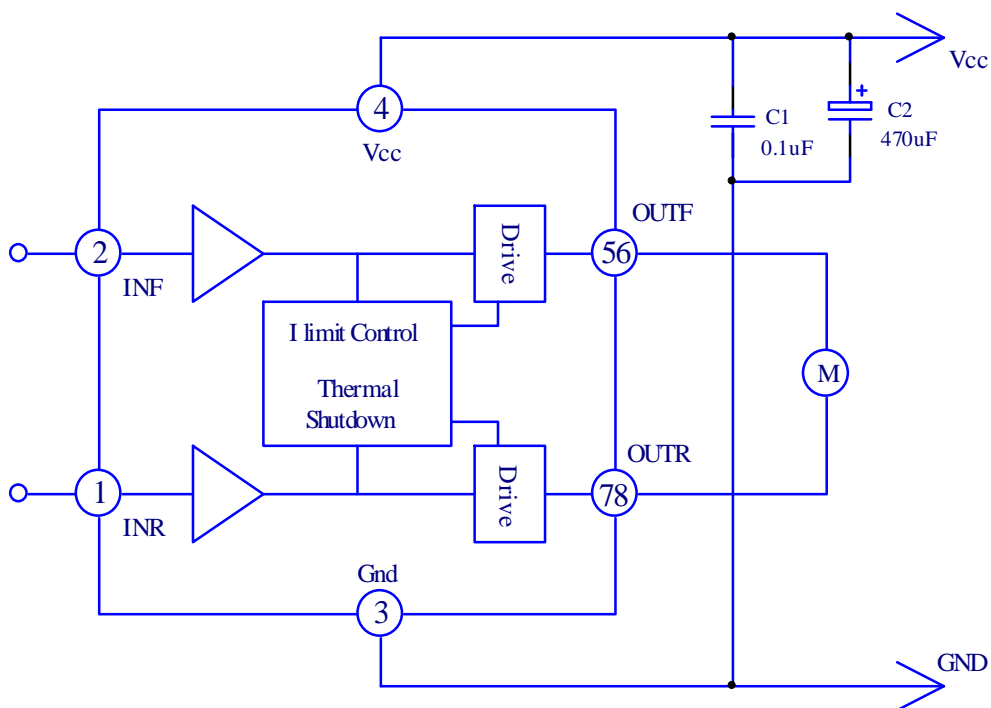 Vcc
4
Vcc
+
C1
0.1uF
C2
470uF
OUTF
2
INF
Drive
56
I limit Control
Thermal
Shutdown
M
OUTR
1
INR
Drive
78
Gnd
3
GND